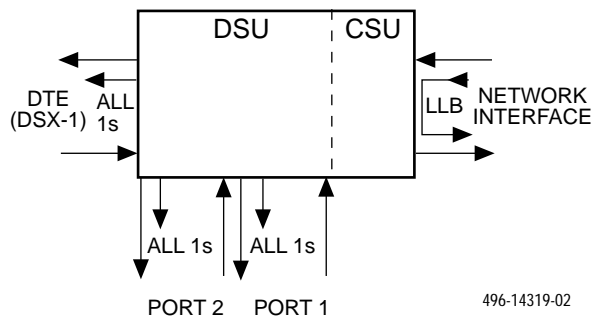 DSU
CSU
DTE
(DSX-1)
ALL
1s
LLB
NETWORK
INTERFACE
ALL 1s
ALL 1s
PORT 2
PORT 1
496-14319-02